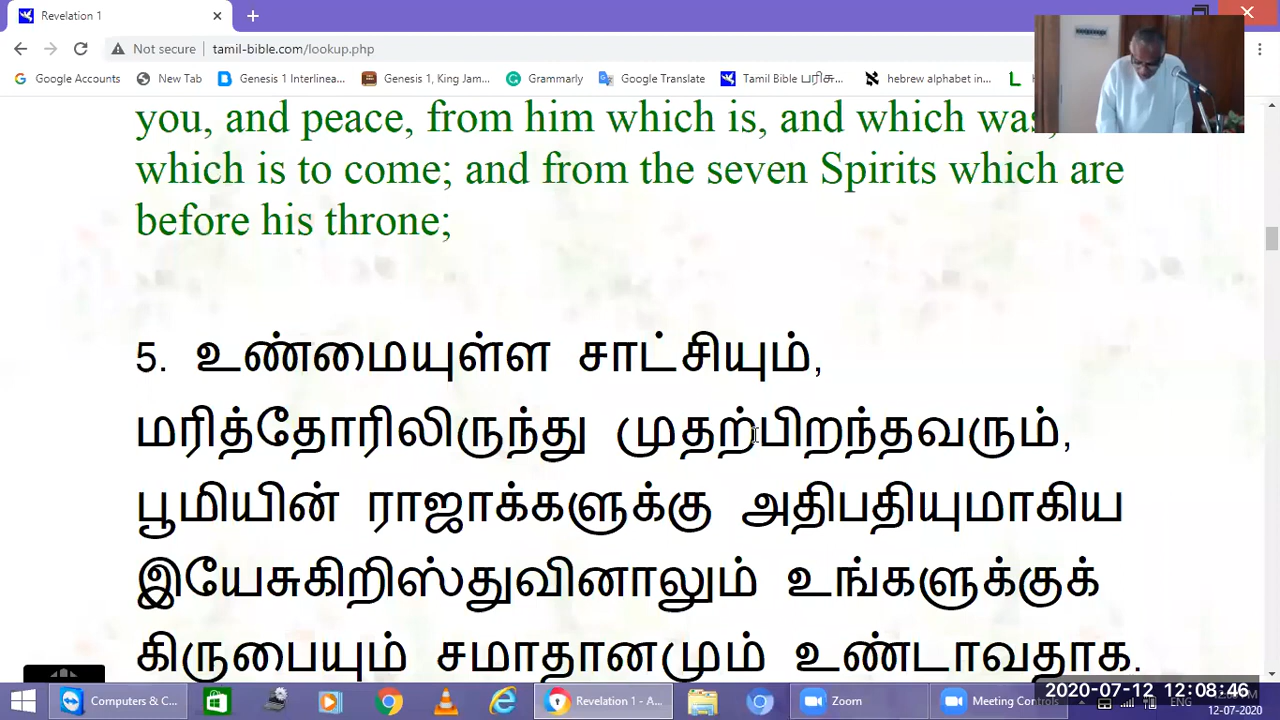 Revelation 1
Not secure
tamil-bible.com/lookup.php
Google Accounts
New Tab
Genesis 1 Interlinea...
Genesis 1, King Jam...
Grammarly
Google Translate
Tamil Bible பரிசு...
hebrew alphabet in...
you, and peace, from him which is, and which was,
which is to come; and from the seven Spirits which are
before his throne;
5. உண்மையுள்ள சாட்சியும்,
மரித்தோரிலிருந்து முதற்பிறந்தவரும்,
பூமியின் ராஜாக்களுக்கு அதிபதியுமாகிய
இயேசுகிறிஸ்துவினாலும் உங்களுக்குக்
கிருபையும் சமாதானமும் உண்டாவதாக.
Computers & C...
Revelation 1 - A...
Zoom
Meeting Controls
ENG
2020-07-12 12:08:46
12-07-2020